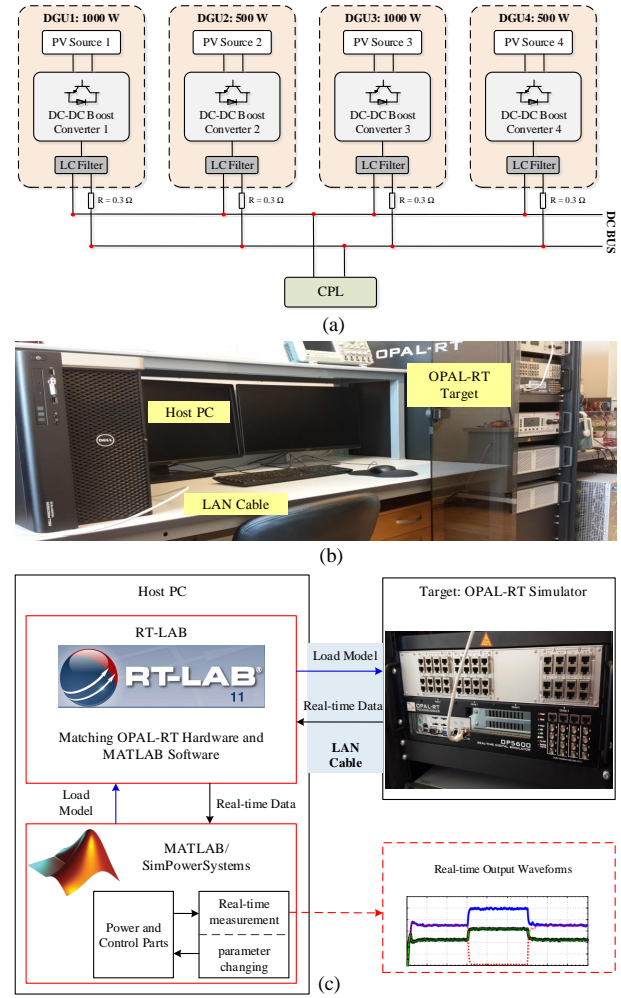 DGU1: 1000 W
DGU2: 500 W
DGU3: 1000 W
DGU4: 500 W
PV Source 1
PV Source 2
PV Source 3
PV Source 4
DC-DC Boost
Converter 1
DC-DC Boost
Converter 2
DC-DC Boost
Converter 3
DC-DC Boost
Converter 4
LC Filter
LC Filter
LC Filter
LC Filter
R = 0.3 Ω
R = 0.3 Ω
R = 0.3 Ω
R = 0.3 Ω
DC BUS
CPL
(a)
OPAL-RT
OPAL-RT
Target
Host PC
DELL
LAN Cable
(b)
Host PC
Target: OPAL-RT Simulator
RT-LAB
RT-LAB®
11
Matching OPAL-RT Hardware and
MATLAB Software
Load Model
Real-time Data
LAN
Cable
OPAL-RT
OP5600
Load
Model
Real-time Data
MATLAB/
SimPowerSystems
Power and
Control Parts
Real-time
measurement
parameter
changing
Real-time Output Waveforms
(c)